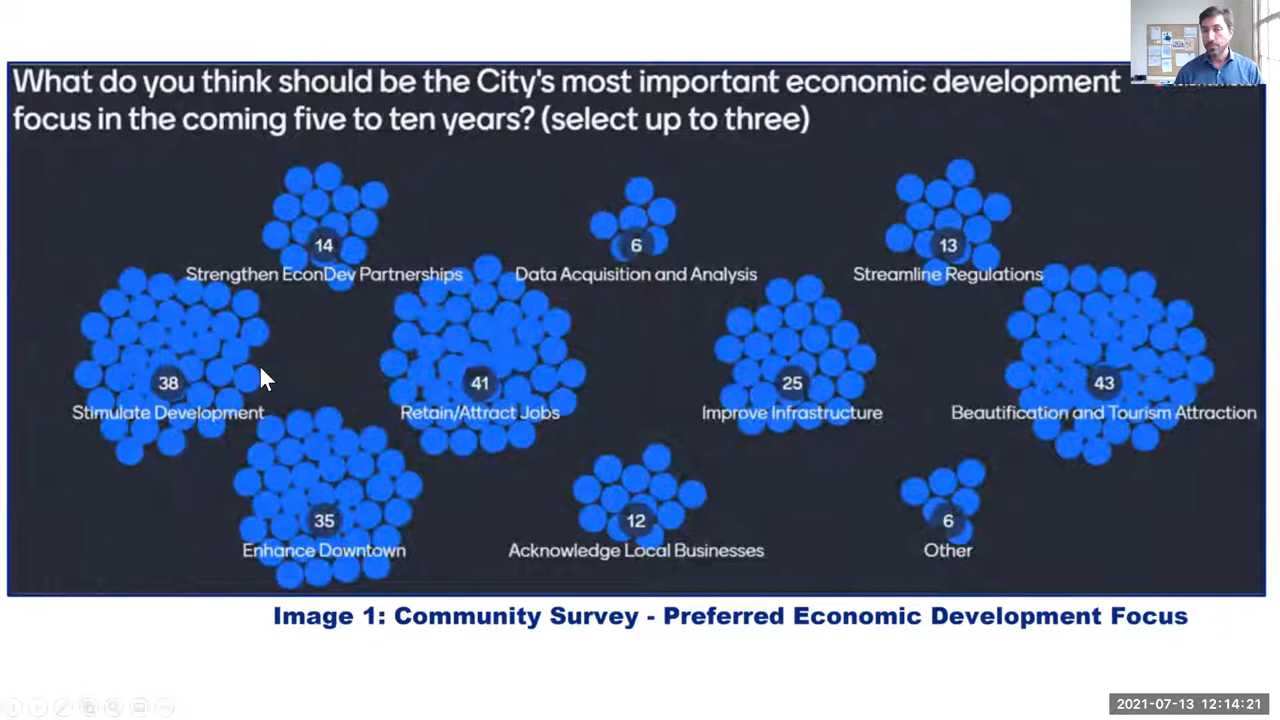 What do you think should be the City's most important economic development
focus in the coming five to ten years? (select up to three)
14
Strengthen EconDev Partnerships
6
Data Acquisition and Analysis
13
Streamline Regulations
38
Stimulate Development
41
Retain/Attract Jobs
25
Improve Infrastructure
43
Beautification and Tourism Attraction
35
Enhance Downtown
12
Acknowledge Local Businesses
6
Other
Image 1: Community Survey - Preferred Economic Development Focus
2021-07-13 12:14:21